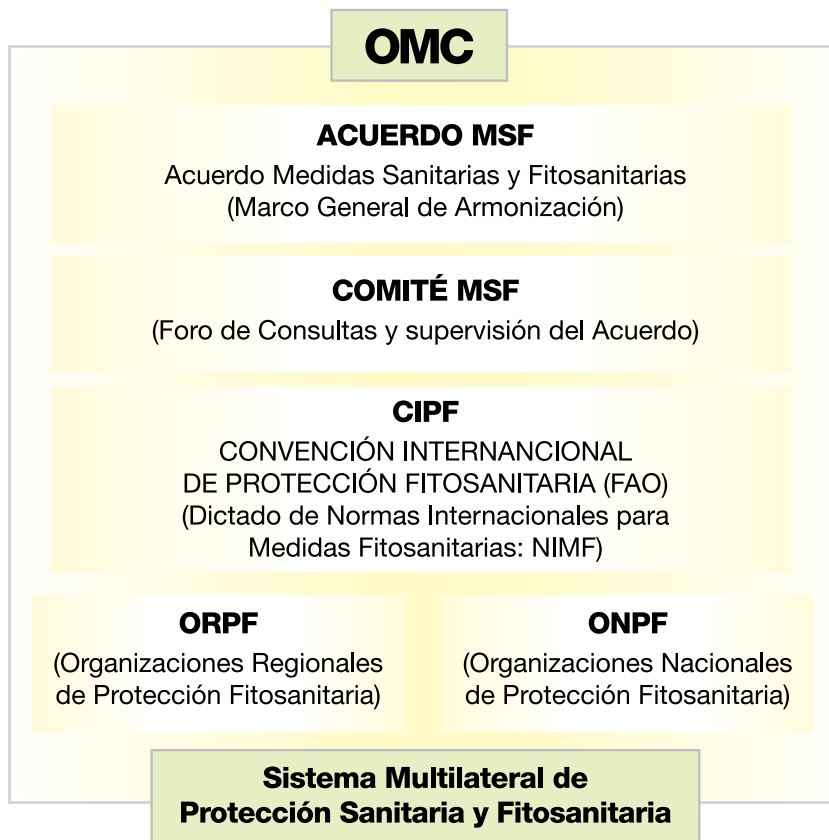 OMC
ACUERDO MSF
Acuerdo Medidas Sanitarias y Fitosanitarias
(Marco General de Armonización)
COMITÉ MSF
(Foro de Consultas y supervisión del Acuerdo)
CIPF
CONVENCIÓN INTERNANCIONAL
DE PROTECCIÓN FITOSANITARIA (FAO)
(Dictado de Normas Internacionales para
Medidas Fitosanitarias: NIMF)
ORPF
(Organizaciones Regionales
de Protección Fitosanitaria)
ONPF
(Organizaciones Nacionales
de Protección Fitosanitaria)
Sistema Multilateral de
Protección Sanitaria y Fitosanitaria